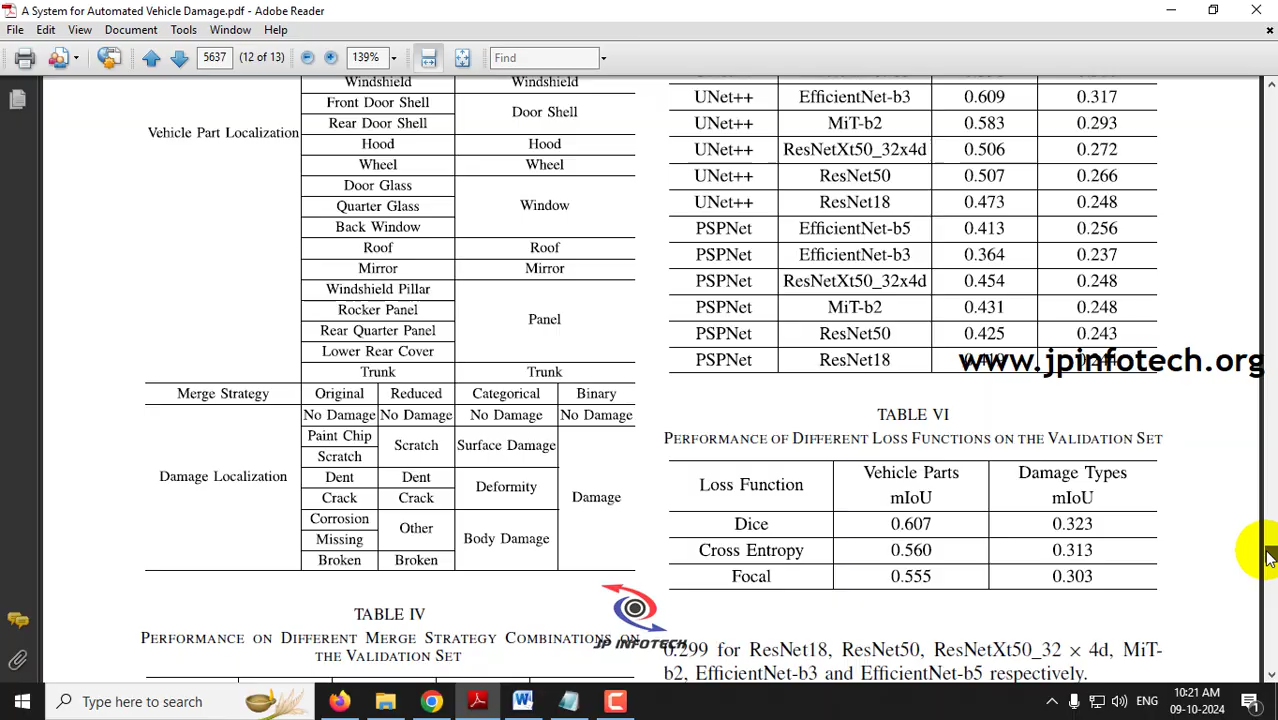 A System for Automated Vehicle Damage.pdf - Adobe Reader
File Edit View Document Tools Window Help
5637 (12 of 13) 139% Find
Windshield Windshield
Front Door Shell
Door Shell
Rear Door Shell
Vehicle Part Localization
Hood Hood
Wheel Wheel
Door Glass
Quarter Glass Window
Back Window
Roof Roof
Mirror Mirror
Windshield Pillar
Rocker Panel
Panel
Rear Quarter Panel
Lower Rear Cover
Trunk Trunk
Merge Strategy Original Reduced Categorical Binary
No Damage No Damage No Damage No Damage
Paint Chip
Scratch Surface Damage
Scratch
Damage Localization Dent Dent
Deformity
Crack Crack
Damage
Corrosion
Other
Missing
Body Damage
Broken Broken
TABLE IV
PERFORMANCE ON DIFFERENT MERGE STRATEGY COMBINATIONS ON
THE VALIDATION SET
UNet++ EfficientNet-b3 0.609 0.317
UNet++ MiT-b2 0.583 0.293
UNet++ ResNetXt50_32x4d 0.506 0.272
UNet++ ResNet50 0.507 0.266
UNet++ ResNet18 0.473 0.248
PSPNet EfficientNet-b5 0.413 0.256
PSPNet EfficientNet-b3 0.364 0.237
PSPNet ResNetXt50_32x4d 0.454 0.248
PSPNet MiT-b2 0.431 0.248
PSPNet ResNet50 0.425 0.243
PSPNet ResNet18
www.jpinfotech.org
TABLE VI
PERFORMANCE OF DIFFERENT LOSS FUNCTIONS ON THE VALIDATION SET
Loss Function Vehicle Parts mIoU Damage Types mIoU
Dice 0.607 0.323
Cross Entropy 0.560 0.313
Focal 0.555 0.303
JP INFOTECH
0.299 for ResNet18, ResNet50, ResNetXt50_32 × 4d, MiT-
b2, EfficientNet-b3 and EfficientNet-b5 respectively.
Type here to search
ENG
10:21 AM
09-10-2024
1